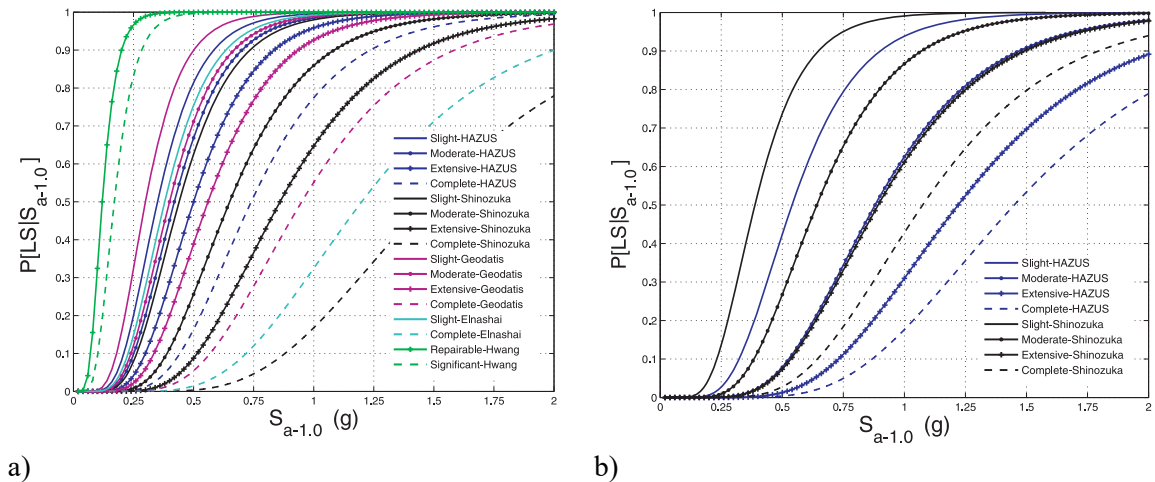 1
0.9
0.8
0.7
0.6
0.5
0.4
0.3
0.2
0.1
0
P[LS|S_{a-1.0}]
Slight-HAZUS
Moderate-HAZUS
Extensive-HAZUS
Complete-HAZUS
Slight-Shinozuka
Moderate-Shinozuka
Extensive-Shinozuka
Complete-Shinozuka
Slight-Geodatis
Moderate-Geodatis
Extensive-Geodatis
Complete-Geodatis
Slight-Elnashai
Complete-Elnashai
Repairable-Hwang
Significant-Hwang
0 0.25 0.5 0.75 1 1.25 1.5 1.75 2
S_{a-1.0} (g)
a)
1
0.9
0.8
0.7
0.6
0.5
0.4
0.3
0.2
0.1
0
P[LS|S_{a-1.0}]
Slight-HAZUS
Moderate-HAZUS
Extensive-HAZUS
Complete-HAZUS
Slight-Shinozuka
Moderate-Shinozuka
Extensive-Shinozuka
Complete-Shinozuka
0 0.25 0.5 0.75 1 1.25 1.5 1.75 2
S_{a-1.0} (g)
b)